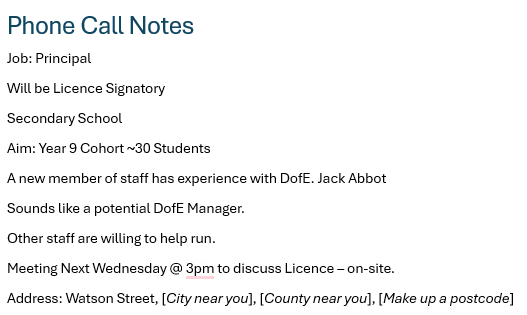 Phone Call Notes
Job: Principal
Will be Licence Signatory
Secondary School
Aim: Year 9 Cohort ~30 Students
A new member of staff has experience with DofE. Jack Abbot
Sounds like a potential DofE Manager.
Other staff are willing to help run.
Meeting Next Wednesday @ 3pm to discuss Licence – on-site.
Address: Watson Street, [City near you], [County near you], [Make up a postcode]